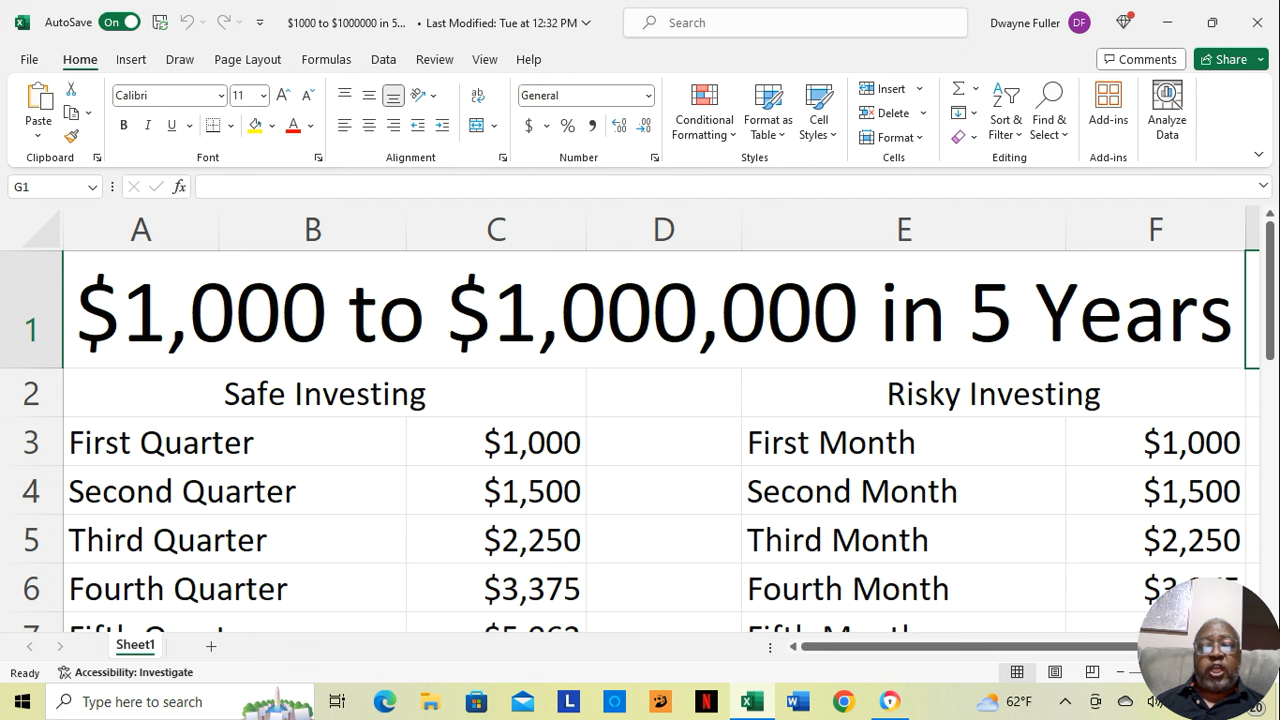 AutoSave On $1000 to $1000000 in 5... • Last Modified: Tue at 12:32 PM Search Dwayne Fuller DF
File Home Insert Draw Page Layout Formulas Data Review View Help Comments Share
Paste Calibri 11 General Conditional Formatting Format as Table Cell Styles Insert Delete Format Sort & Filter Find & Select Add-ins Analyze Data
B I U A $ % ,
Clipboard Font Alignment Number Styles Cells Editing Add-ins
G1 fx
A B C D E F
1 $1,000 to $1,000,000 in 5 Years
2 Safe Investing Risky Investing
3 First Quarter $1,000 First Month $1,000
4 Second Quarter $1,500 Second Month $1,500
5 Third Quarter $2,250 Third Month $2,250
6 Fourth Quarter $3,375 Fourth Month
7
Sheet1
Ready Accessibility: Investigate
Type here to search L N 62°F